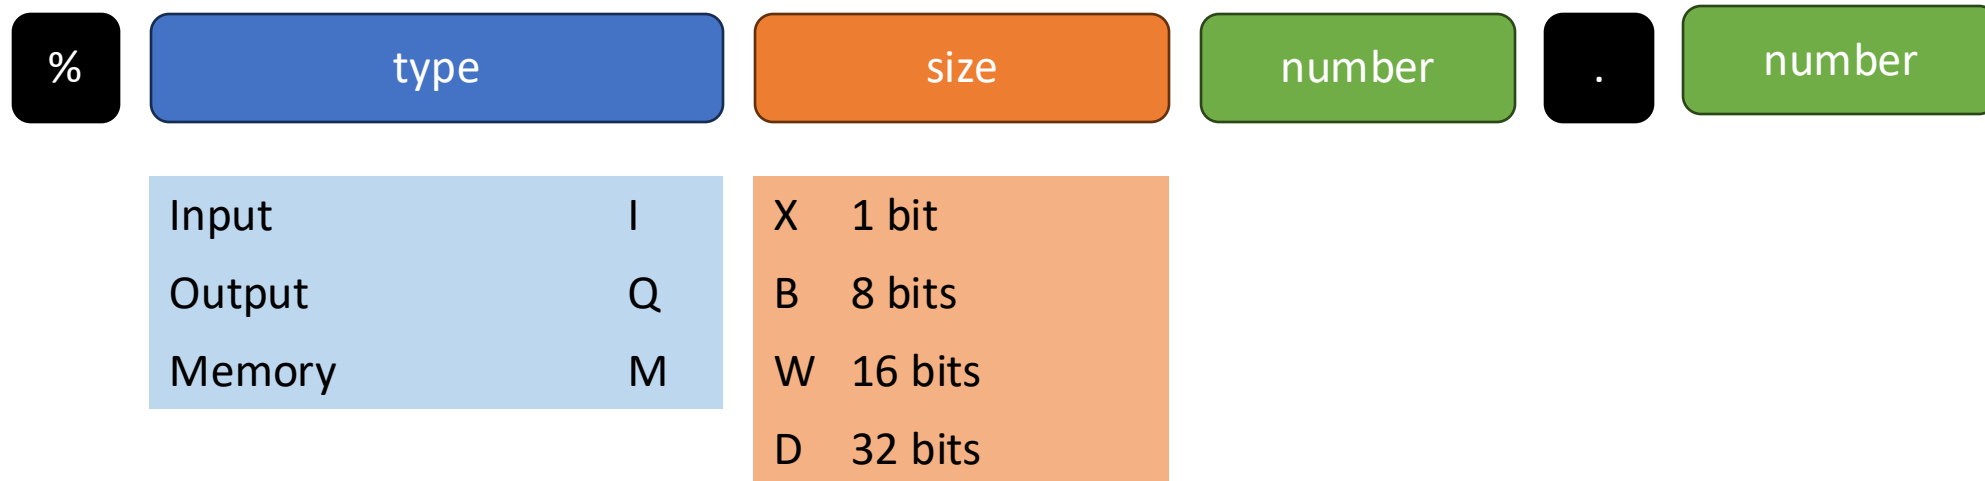 % type size number . number
Input I X 1 bit
Output Q B 8 bits
Memory M W 16 bits
D 32 bits